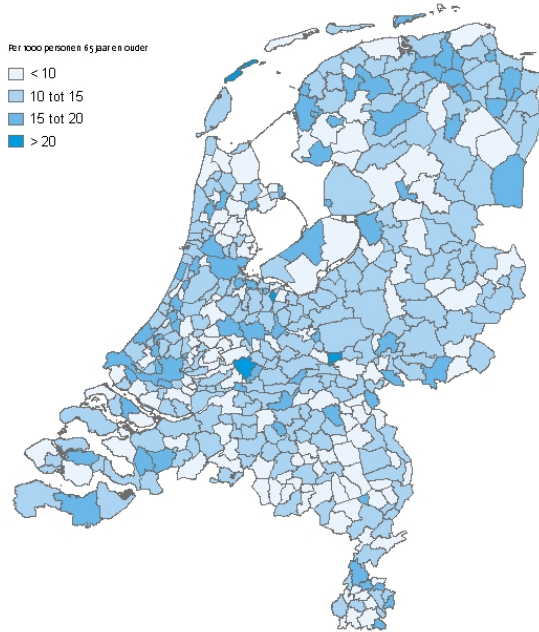 Per 1000 personen 65 jaar en ouder
< 10
10 tot 15
15 tot 20
> 20